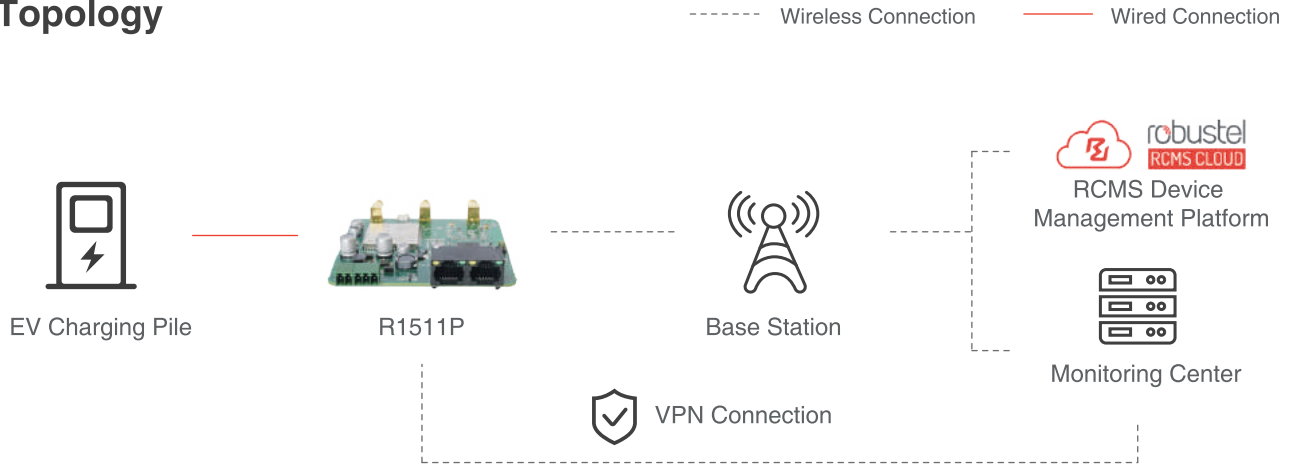 Topology
Wireless Connection
Wired Connection
robustel
RCMS CLOUD
RCMS Device
Management Platform
EV Charging Pile
R1511P
Base Station
Monitoring Center
VPN Connection